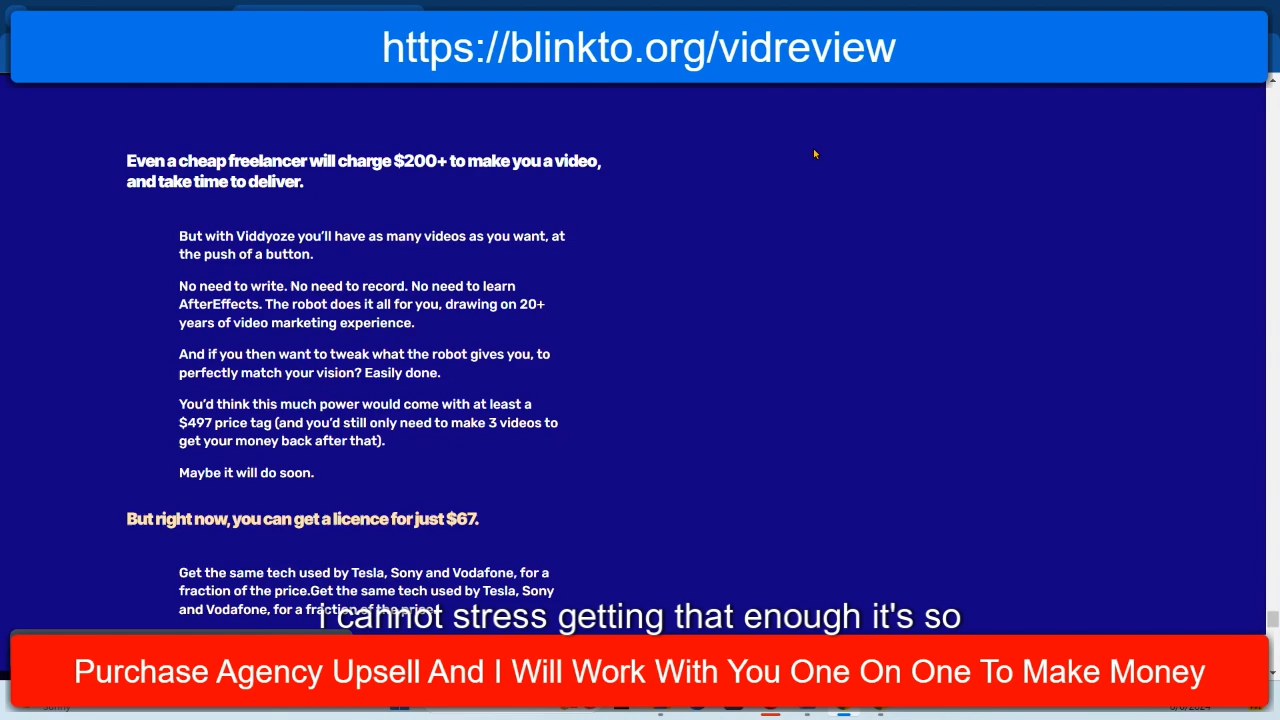 https://blinkto.org/vidreview
Even a cheap freelancer will charge $200+ to make you a video,
and take time to deliver.
But with Viddyoze you’ll have as many videos as you want, at
the push of a button.
No need to write. No need to record. No need to learn
AfterEffects. The robot does it all for you, drawing on 20+
years of video marketing experience.
And if you then want to tweak what the robot gives you, to
perfectly match your vision? Easily done.
You’d think this much power would come with at least a
$497 price tag (and you’d still only need to make 3 videos to
get your money back after that).
Maybe it will do soon.
But right now, you can get a licence for just $67.
Get the same tech used by Tesla, Sony and Vodafone, for a
fraction of the price.Get the same tech used by Tesla, Sony
and Vodafone, for a fraction of the price.
i cannot stress getting that enough it's so
Purchase Agency Upsell And I Will Work With You One On One To Make Money